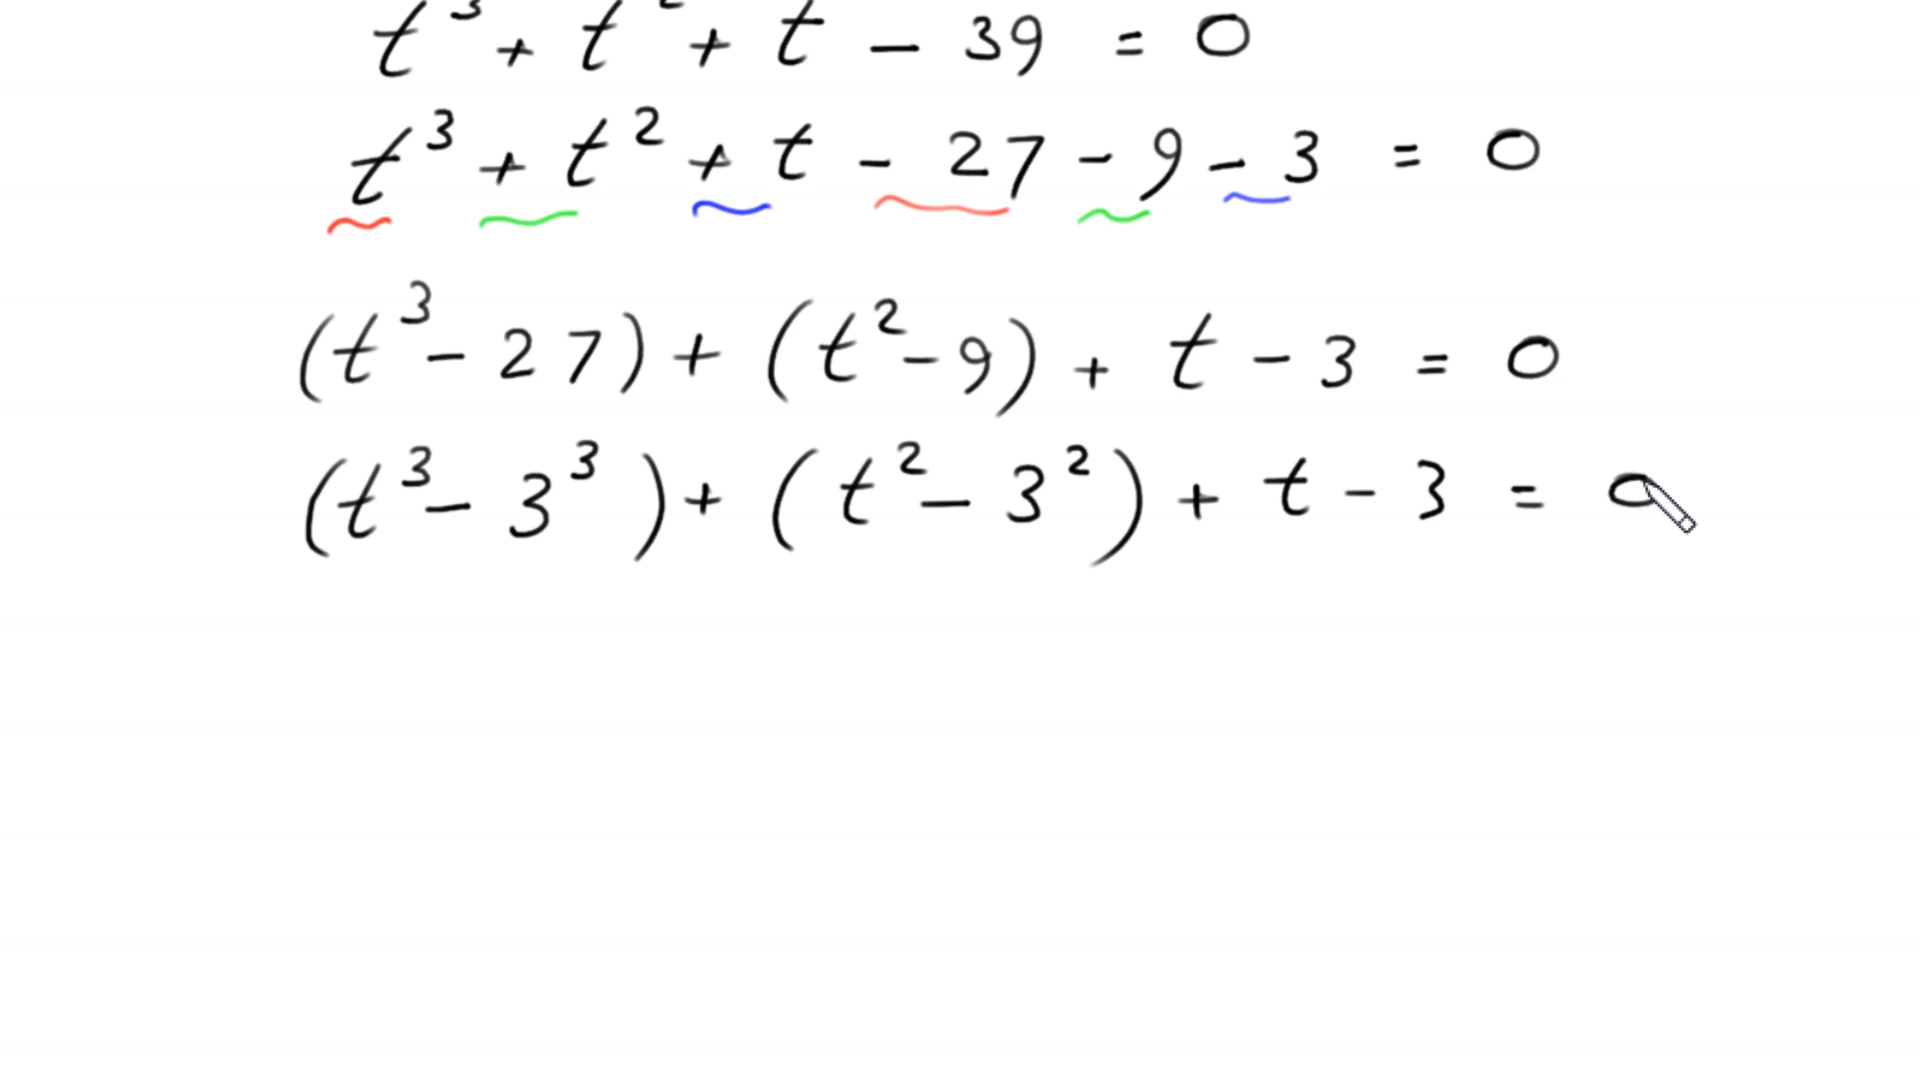 t³ + t² + t - 39 = 0
t³ + t² + t - 27 - 9 - 3 = 0
(t³ - 27) + (t² - 9) + t - 3 = 0
(t³ - 3³) + (t² - 3²) + t - 3 = 0